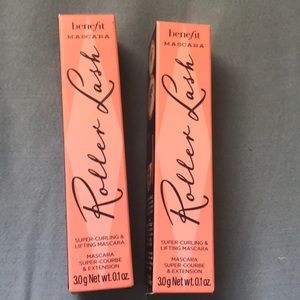 benefit
MASCARA
Roller Lash
SUPER-CURLING &
LIFTING MASCARA
MASCARA
SUPER-COURBE
& EXTENSION
3.0 g Net wt. 0.1 oz.
benefit
MASCARA
Roller Lash
SUPER-CURLING &
LIFTING MASCARA
MASCARA
SUPER-COURBE
& EXTENSION
3.0 g Net wt. 0.1 oz.